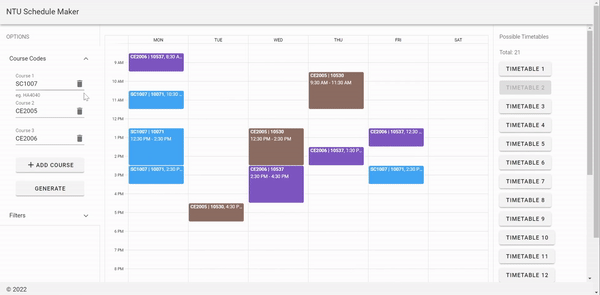 NTU Schedule Maker
OPTIONS
Course Codes
Course 1
SC1007
eg. HA4040
Course 2
CE2005
Course 3
CE2006
+ ADD COURSE
GENERATE
Filters
MON TUE WED THU FRI SAT
9 AM
10 AM
11 AM
12 PM
1 PM
2 PM
3 PM
4 PM
5 PM
6 PM
7 PM
8 PM
CE2006 | 10537, 8:30 A...
SC1007 | 10071, 10:30 ...
SC1007 | 10071
12:30 PM - 2:30 PM
SC1007 | 10071, 2:30 P...
CE2005 | 10530, 4:30 P...
CE2005 | 10530
12:30 PM - 2:30 PM
CE2006 | 10537
2:30 PM - 4:30 PM
CE2005 | 10530
9:30 AM - 11:30 AM
CE2006 | 10537, 1:30 P...
CE2006 | 10537, 12:30 ...
SC1007 | 10071, 2:30 P...
Possible Timetables
Total: 21
TIMETABLE 1
TIMETABLE 2
TIMETABLE 3
TIMETABLE 4
TIMETABLE 5
TIMETABLE 6
TIMETABLE 7
TIMETABLE 8
TIMETABLE 9
TIMETABLE 10
TIMETABLE 11
TIMETABLE 12
© 2022